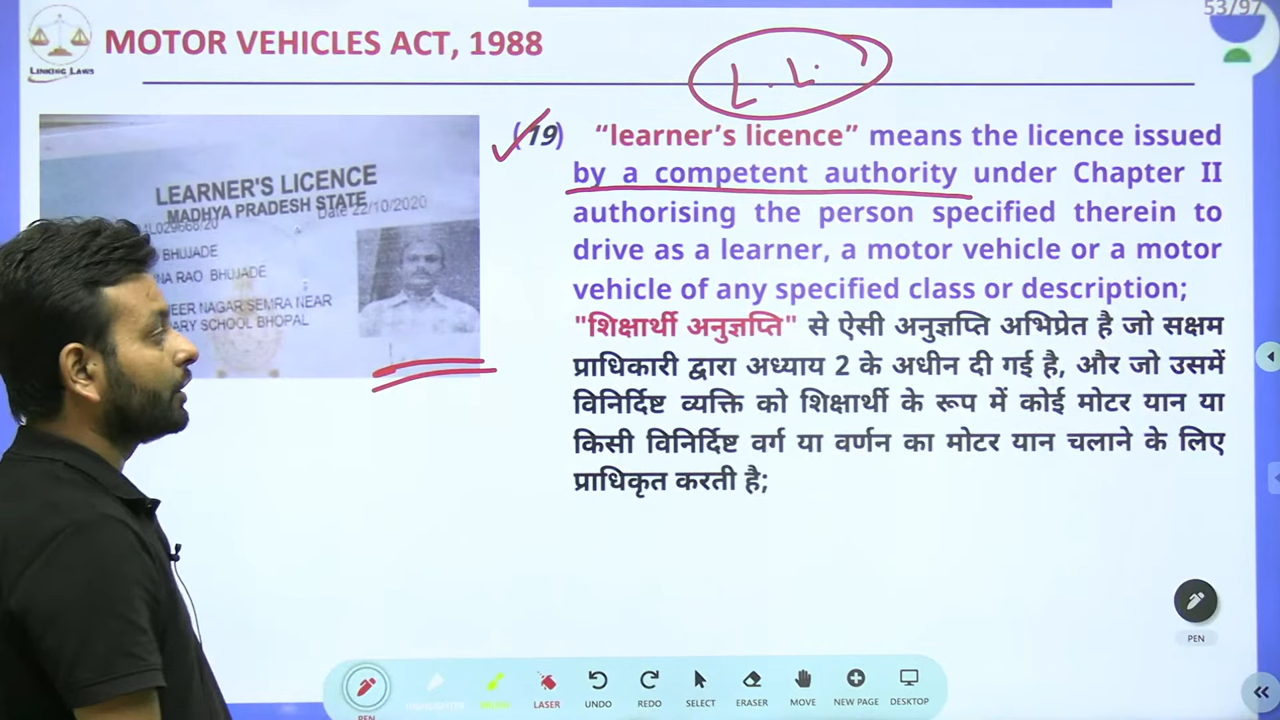 53/97
LINKING LAWS
MOTOR VEHICLES ACT, 1988
L.L.
(19) “learner’s licence” means the licence issued
by a competent authority under Chapter II
authorising the person specified therein to
drive as a learner, a motor vehicle or a motor
vehicle of any specified class or description;
"शिक्षार्थी अनुज्ञप्ति" से ऐसी अनुज्ञप्ति अभिप्रेत है जो सक्षम
प्राधिकारी द्वारा अध्याय 2 के अधीन दी गई है, और जो उसमें
विनिर्दिष्ट व्यक्ति को शिक्षार्थी के रूप में कोई मोटर यान या
किसी विनिर्दिष्ट वर्ग या वर्णन का मोटर यान चलाने के लिए
प्राधिकृत करती है;
LEARNER'S LICENCE
MADHYA PRADESH STATE
Date 22/10/2020
BHUJADE
RAO BHUJADE
NAGAR SEMRA NEAR
SCHOOL BHOPAL
PEN
PEN
HIGHLIGHTER
LASER
UNDO
REDO
SELECT
ERASER
MOVE
NEW PAGE
DESKTOP